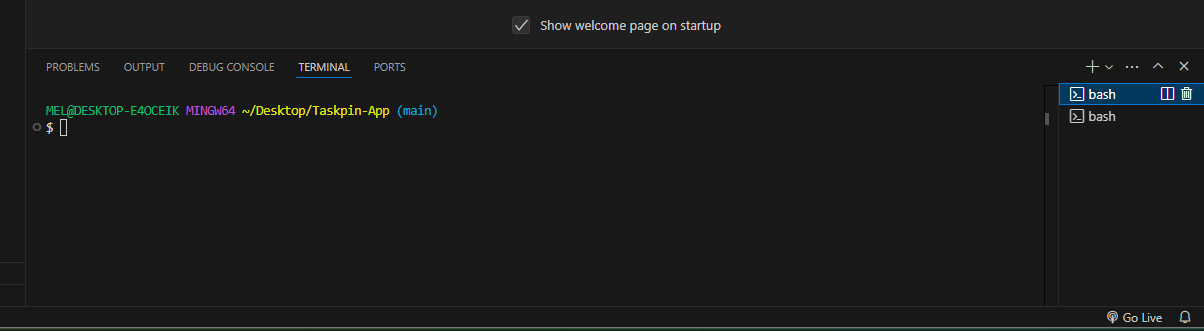 Show welcome page on startup
PROBLEMS OUTPUT DEBUG CONSOLE TERMINAL PORTS
MEL@DESKTOP-E4OCEIK MINGW64 ~/Desktop/Taskpin-App (main)
$
bash
bash
Go Live